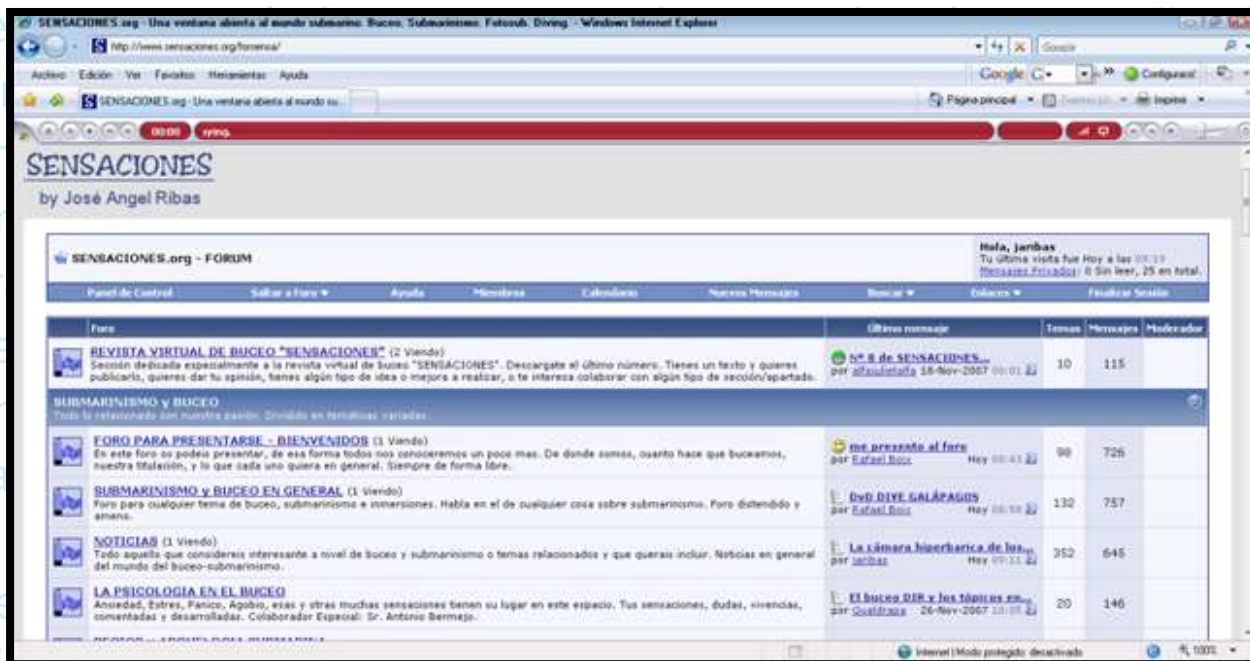 SENSACIONES.org - Una ventana abierta al mundo submarino. Buceo. Submarinismo. Fotosub. Diving. - Windows Internet Explorer
http://www.sensaciones.org/forsensa/
Google
Archivo Edición Ver Favoritos Herramientas Ayuda
Google
SENSACIONES.org - Una ventana abierta al mundo su...
Página principal
00:00
SENSACIONES
by José Angel Ribas
SENSACIONES.org - FORUM
Hola, jaribas
Tu última visita fue Hoy a las
Mensajes Privados: 0 Sin leer, 25 en total.
Panel de Control Saltar a Foro Ayuda Miembros Calendario Nuevos Mensajes Buscar Enlaces Finalizar Sesión
Foro Último mensaje Temas Mensajes Moderador
REVISTA VIRTUAL DE BUCEO "SENSACIONES" (2 Viendo)
Sección dedicada especialmente a la revista virtual de buceo "SENSACIONES". Descargate el último número. Tienes un texto y quieres
publicarlo, quieres dar tu opinión, tienes algún tipo de idea o mejora a realizar, o te interesa colaborar con algún tipo de sección/apartado.
Nº 8 de SENSACIONES...
por 18-Nov-2007
10 115
SUBMARINISMO y BUCEO
Todo lo relacionado con nuestra pasión. Dividido en temáticas variadas.
FORO PARA PRESENTARSE - BIENVENIDOS (1 Viendo)
En este foro os podeis presentar, de esa forma todos nos conoceremos un poco mas. De donde somos, cuanto hace que buceamos,
nuestra titulación, y lo que cada uno quiera en general. Siempre de forma libre.
me presento al foro
por Rafael Boix Hoy
98 726
SUBMARINISMO y BUCEO EN GENERAL (1 Viendo)
Foro para cualquier tema de buceo, submarinismo e inmersiones. Habla en el de cualquier cosa sobre submarinismo. Foro distendido y
ameno.
DvD DIVE GALÁPAGOS
por Rafael Boix Hoy
132 757
NOTICIAS (1 Viendo)
Todo aquello que considereis interesante a nivel de buceo y submarinismo o temas relacionados y que querais incluir. Noticias en general
del mundo del buceo-submarinismo.
La cámara hiperbarica de los...
por jaribas Hoy
352 645
LA PSICOLOGIA EN EL BUCEO
Ansiedad, Estres, Panico, Agobio, esas y otras muchas sensaciones tienen su lugar en este espacio. Tus sensaciones, dudas, vivencias,
comentadas y desarrolladas. Colaborador Especial: Sr. Antonio Bermejo.
El buceo DIR y los tópicos en...
por 26-Nov-2007
20 146
Internet | Modo protegido: desactivado 100%